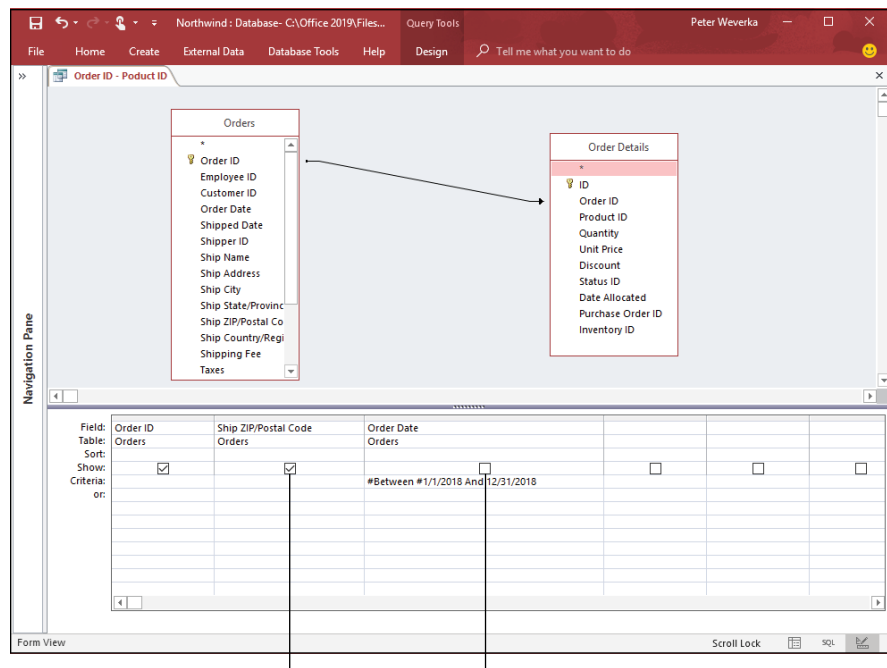 Northwind : Database- C:\Office 2019\Files... Query Tools Peter Weverka
File Home Create External Data Database Tools Help Design Tell me what you want to do
» Order ID - Poduct ID
Navigation Pane
Orders
*
Order ID
Employee ID
Customer ID
Order Date
Shipped Date
Shipper ID
Ship Name
Ship Address
Ship City
Ship State/Provinc
Ship ZIP/Postal Co
Ship Country/Regi
Shipping Fee
Taxes
Order Details
*
ID
Order ID
Product ID
Quantity
Unit Price
Discount
Status ID
Date Allocated
Purchase Order ID
Inventory ID
Field: Order ID Ship ZIP/Postal Code Order Date
Table: Orders Orders Orders
Sort:
Show:
Criteria: #Between #1/1/2018 And 12/31/2018
or:
Form View Scroll Lock SQL